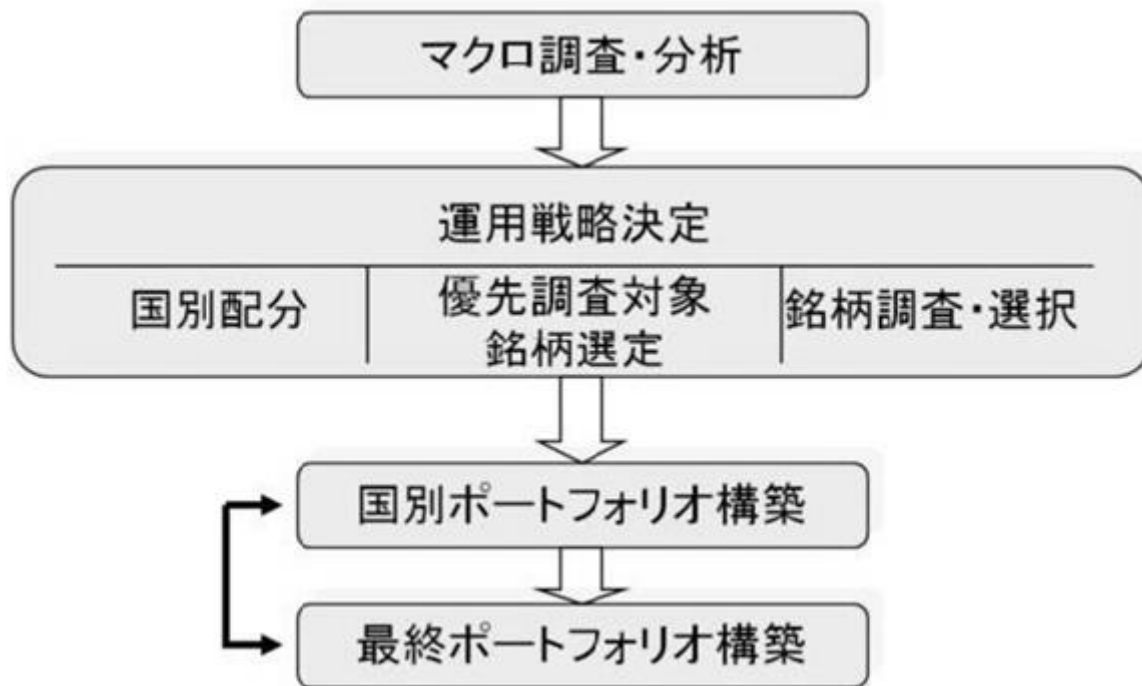 マクロ調査・分析
運用戦略決定
国別配分
優先調査対象
銘柄選定
銘柄調査・選択
国別ポートフォリオ構築
最終ポートフォリオ構築